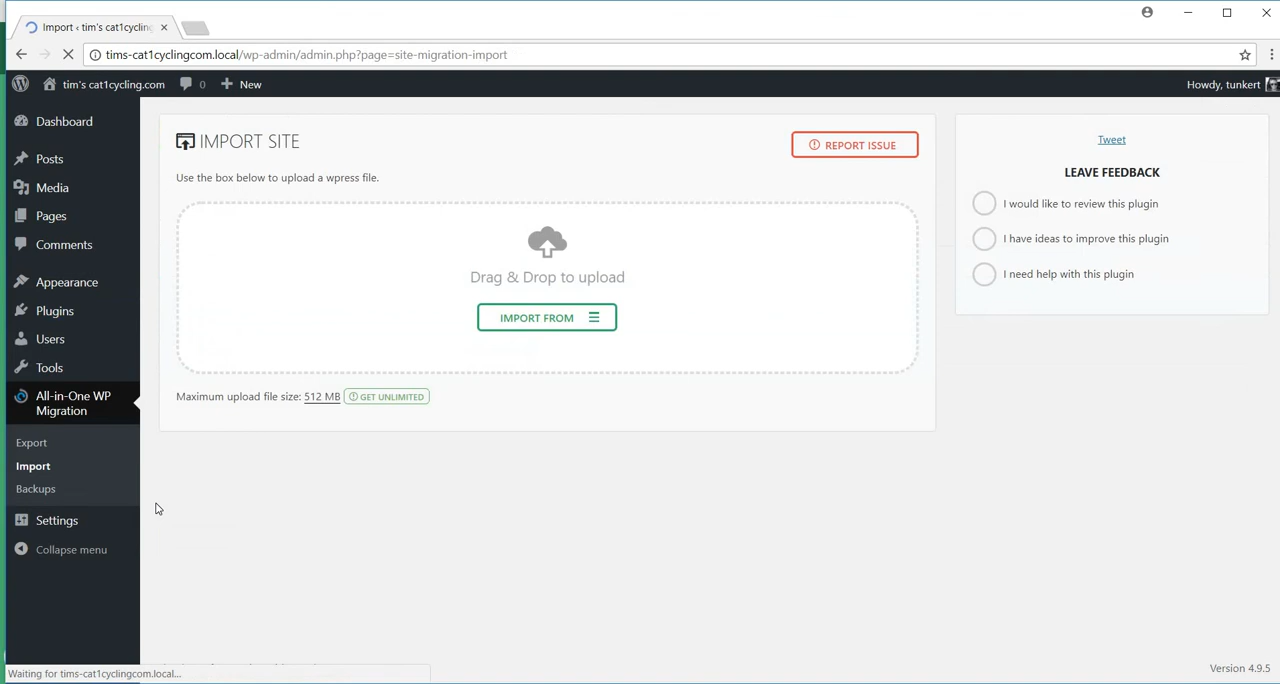 Import ‹ tim's cat1cycling
tims-cat1cyclingcom.local/wp-admin/admin.php?page=site-migration-import
tim's cat1cycling.com 0 New Howdy, tunkert
Dashboard
Posts
Media
Pages
Comments
Appearance
Plugins
Users
Tools
All-in-One WP
Migration
Export
Import
Backups
Settings
Collapse menu
IMPORT SITE
REPORT ISSUE
Use the box below to upload a wpress file.
Drag & Drop to upload
IMPORT FROM
Maximum upload file size: 512 MB GET UNLIMITED
Tweet
LEAVE FEEDBACK
I would like to review this plugin
I have ideas to improve this plugin
I need help with this plugin
Version 4.9.5
Waiting for tims-cat1cyclingcom.local...